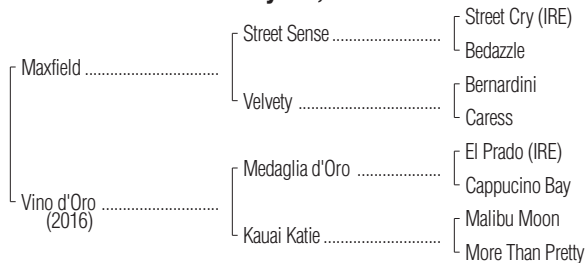 Street Cry (IRE)
Street Sense ..............................
Bedazzle
Maxfield .....................................
Bernardini
Velvety ........................................
Caress
El Prado (IRE)
Medaglia d'Oro .......................
Cappucino Bay
Vino d'Oro ..................................
(2016)
Malibu Moon
Kauai Katie .................................
More Than Pretty